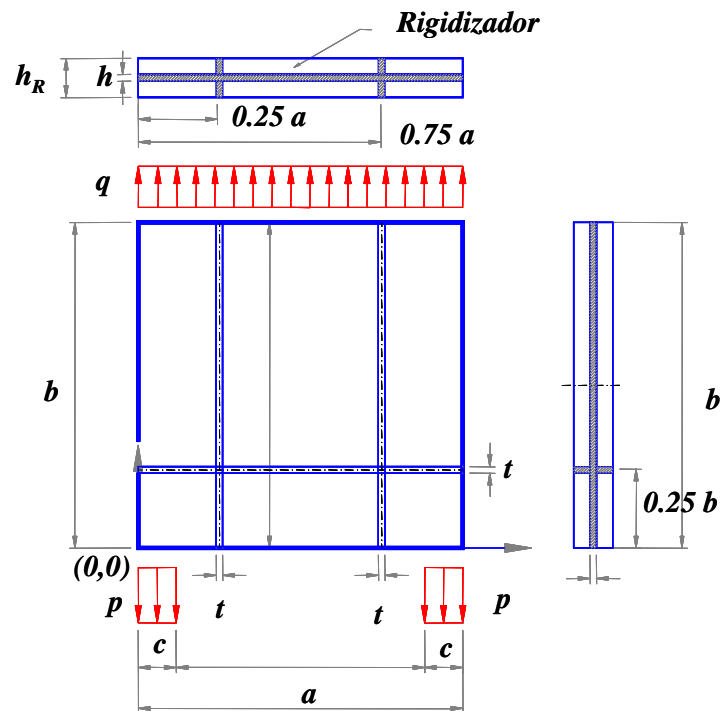 Rigidizador
h_R h
0.25 a
0.75 a
q
b
b
t
0.25 b
(0,0)
p t t p
c c
a